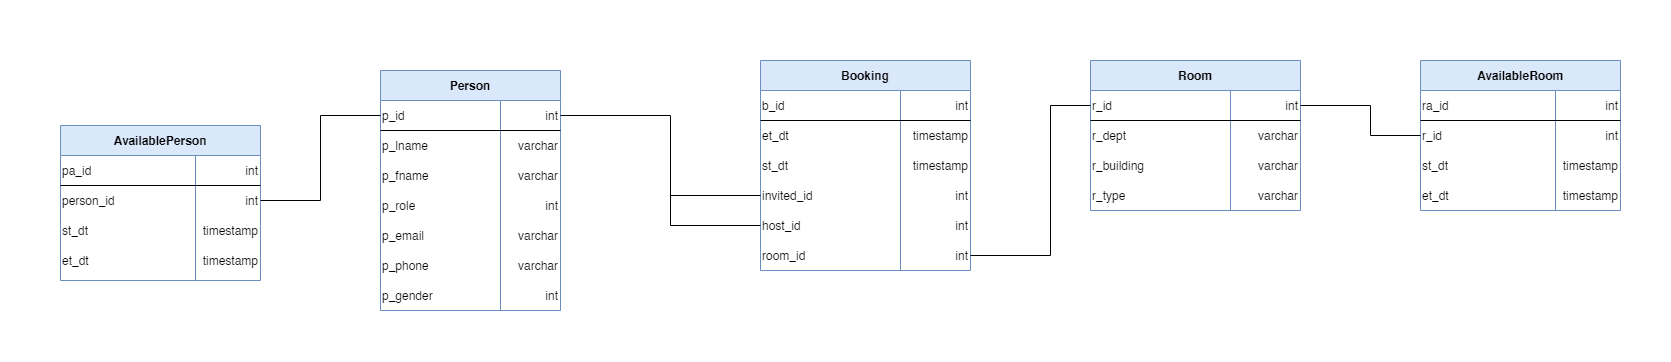 AvailablePerson
pa_id int
person_id int
st_dt timestamp
et_dt timestamp
Person
p_id int
p_lname varchar
p_fname varchar
p_role int
p_email varchar
p_phone varchar
p_gender int
Booking
b_id int
et_dt timestamp
st_dt timestamp
invited_id int
host_id int
room_id int
Room
r_id int
r_dept varchar
r_building varchar
r_type varchar
AvailableRoom
ra_id int
r_id int
st_dt timestamp
et_dt timestamp